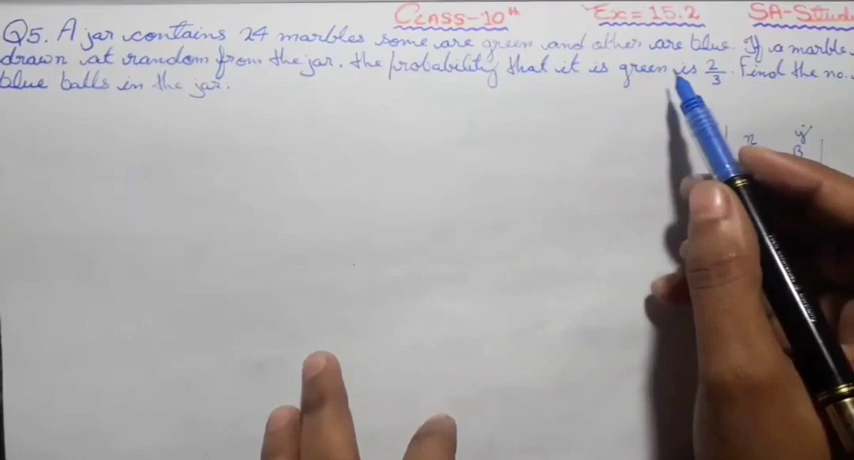 CLASS-10th Ex=15.2 SA-Stud
Q5. A jar contains 24 marbles some are green and other are blue. If a marble
drawn at random from the jar. the probability that it is green is 2/3. Find the no.
blue balls in the jar.
x y
B